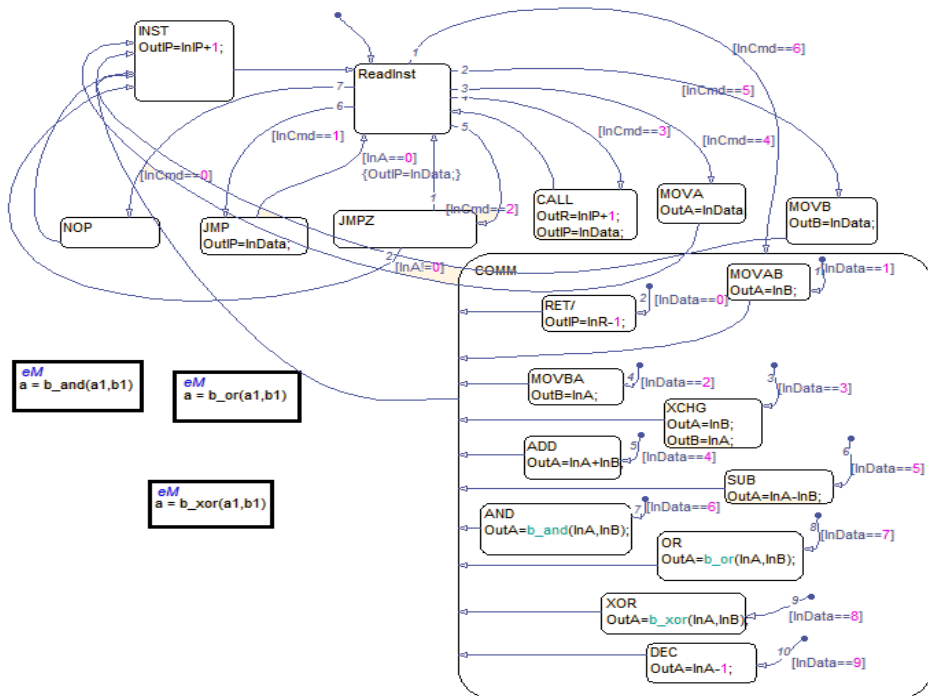 INST
OutIP=InIP+1;
ReadInst
1
2
3
4
5
6
7
[InCmd==6]
[InCmd==5]
[InCmd==3]
[InCmd==4]
[InCmd==1]
[InCmd==0]
[InA==0]
{OutIP=InData;}
1
[InCmd==2]
NOP
JMP
OutIP=InData;
JMPZ
2
[InA!=0]
CALL
OutR=InIP+1;
OutIP=InData;
MOVA
OutA=InData
MOVB
OutB=InData;
COMM
MOVAB
OutA=InB;
1
[InData==1]
RET/
OutIP=InR-1;
2
[InData==0]
MOVBA
OutB=InA;
4
[InData==2]
3
[InData==3]
XCHG
OutA=InB;
OutB=InA;
ADD
OutA=InA+InB;
5
[InData==4]
6
[InData==5]
SUB
OutA=InA-InB;
AND
OutA=b_and(InA,InB);
7
[InData==6]
8
[InData==7]
OR
OutA=b_or(InA,InB);
XOR
OutA=b_xor(InA,InB);
9
[InData==8]
DEC
OutA=InA-1;
10
[InData==9]
eM
a = b_and(a1,b1)
eM
a = b_or(a1,b1)
eM
a = b_xor(a1,b1)